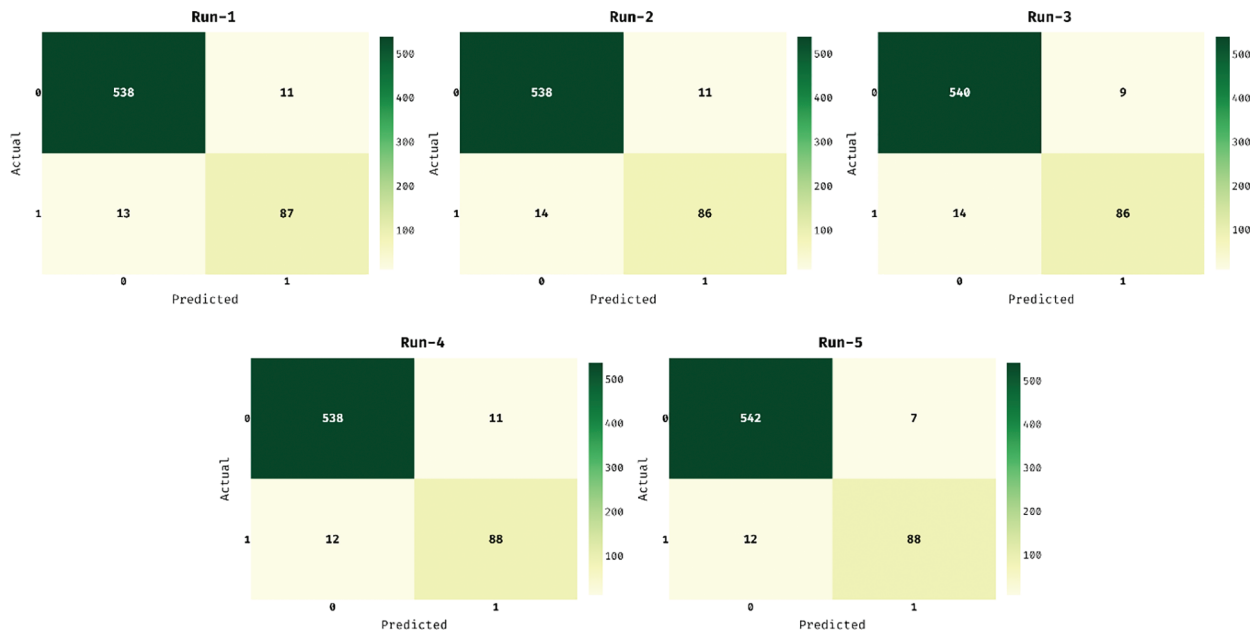 Run-1
Run-2
Run-3
0 538 11
1 13 87
0 1
Predicted
Actual
500
400
300
200
100
0 538 11
1 14 86
0 1
Predicted
Actual
500
400
300
200
100
0 540 9
1 14 86
0 1
Predicted
Actual
500
400
300
200
100
Run-4
Run-5
0 538 11
1 12 88
0 1
Predicted
Actual
500
400
300
200
100
0 542 7
1 12 88
0 1
Predicted
Actual
500
400
300
200
100